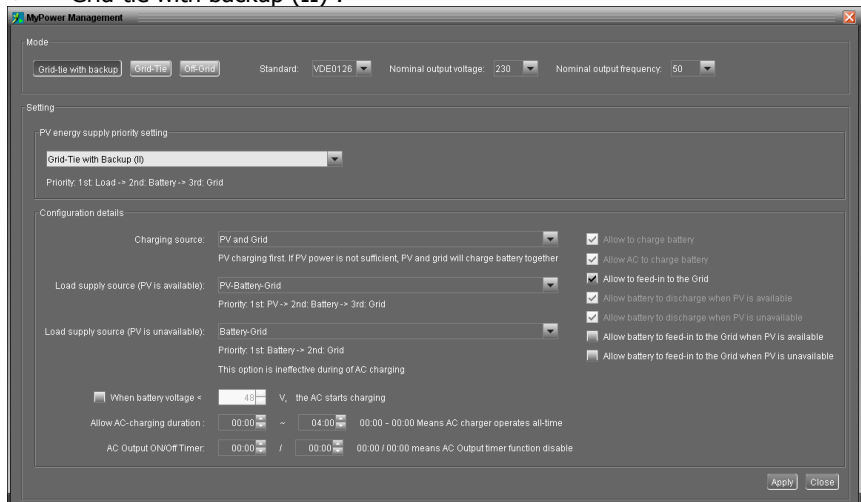 Grid-tie with backup (II) :
MyPower Management
Mode
Grid-tie with backup Grid-Tie Off-Grid Standard: VDE0126 Nominal output voltage: 230 Nominal output frequency: 50
Setting
PV energy supply priority setting
Grid-Tie with Backup (II)
Priority: 1st: Load -> 2nd: Battery -> 3rd: Grid
Configuration details
Charging source: PV and Grid
PV charging first. If PV power is not sufficient, PV and grid will charge battery together
Load supply source (PV is available): PV-Battery-Grid
Priority: 1st: PV -> 2nd: Battery -> 3rd: Grid
Load supply source (PV is unavailable): Battery-Grid
Priority: 1st: Battery -> 2nd: Grid
This option is ineffective during of AC charging
Allow to charge battery
Allow AC to charge battery
Allow to feed-in to the Grid
Allow battery to discharge when PV is available
Allow battery to discharge when PV is unavailable
Allow battery to feed-in to the Grid when PV is available
Allow battery to feed-in to the Grid when PV is unavailable
When battery voltage < 48 V, the AC starts charging
Allow AC-charging duration : 00:00 ~ 04:00 00:00 - 00:00 Means AC charger operates all-time
AC Output ON/Off Timer: 00:00 / 00:00 00:00 / 00:00 means AC Output timer function disable
Apply Close